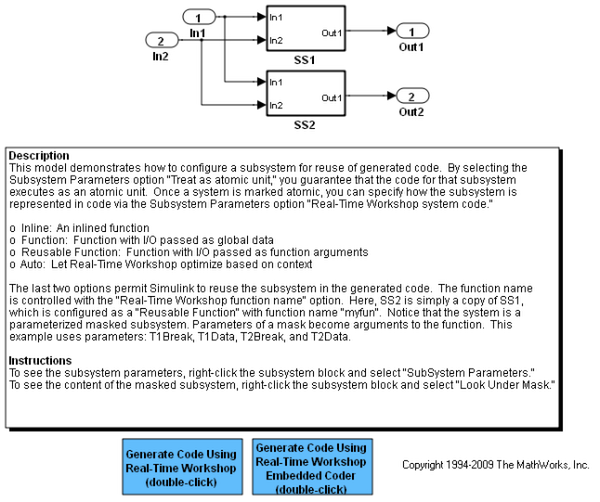 1
In1
2
In2
In1
In2
Out1
SS1
1
Out1
In1
In2
Out1
SS2
2
Out2
Description
This model demonstrates how to configure a subsystem for reuse of generated code.  By selecting the
Subsystem Parameters option "Treat as atomic unit," you guarantee that the code for that subsystem
executes as an atomic unit.  Once a system is marked atomic, you can specify how the subsystem is
represented in code via the Subsystem Parameters option "Real-Time Workshop system code."
o  Inline:  An inlined function
o  Function:  Function with I/O passed as global data
o  Reusable Function:  Function with I/O passed as function arguments
o  Auto:  Let Real-Time Workshop optimize based on context
The last two options permit Simulink to reuse the subsystem in the generated code.  The function name
is controlled with the "Real-Time Workshop function name" option.  Here, SS2 is simply a copy of SS1,
which is configured as a "Reusable Function" with function name "myfun".  Notice that the system is a
parameterized masked subsystem. Parameters of a mask become arguments to the function.  This
example uses parameters: T1Break, T1Data, T2Break, and T2Data.
Instructions
To see the subsystem parameters, right-click the subsystem block and select "SubSystem Parameters."
To see the content of the masked subsystem, right-click the subsystem block and select "Look Under Mask."
Generate Code Using
Real-Time Workshop
(double-click)
Generate Code Using
Real-Time Workshop
Embedded Coder
(double-click)
Copyright 1994-2009 The MathWorks, Inc.